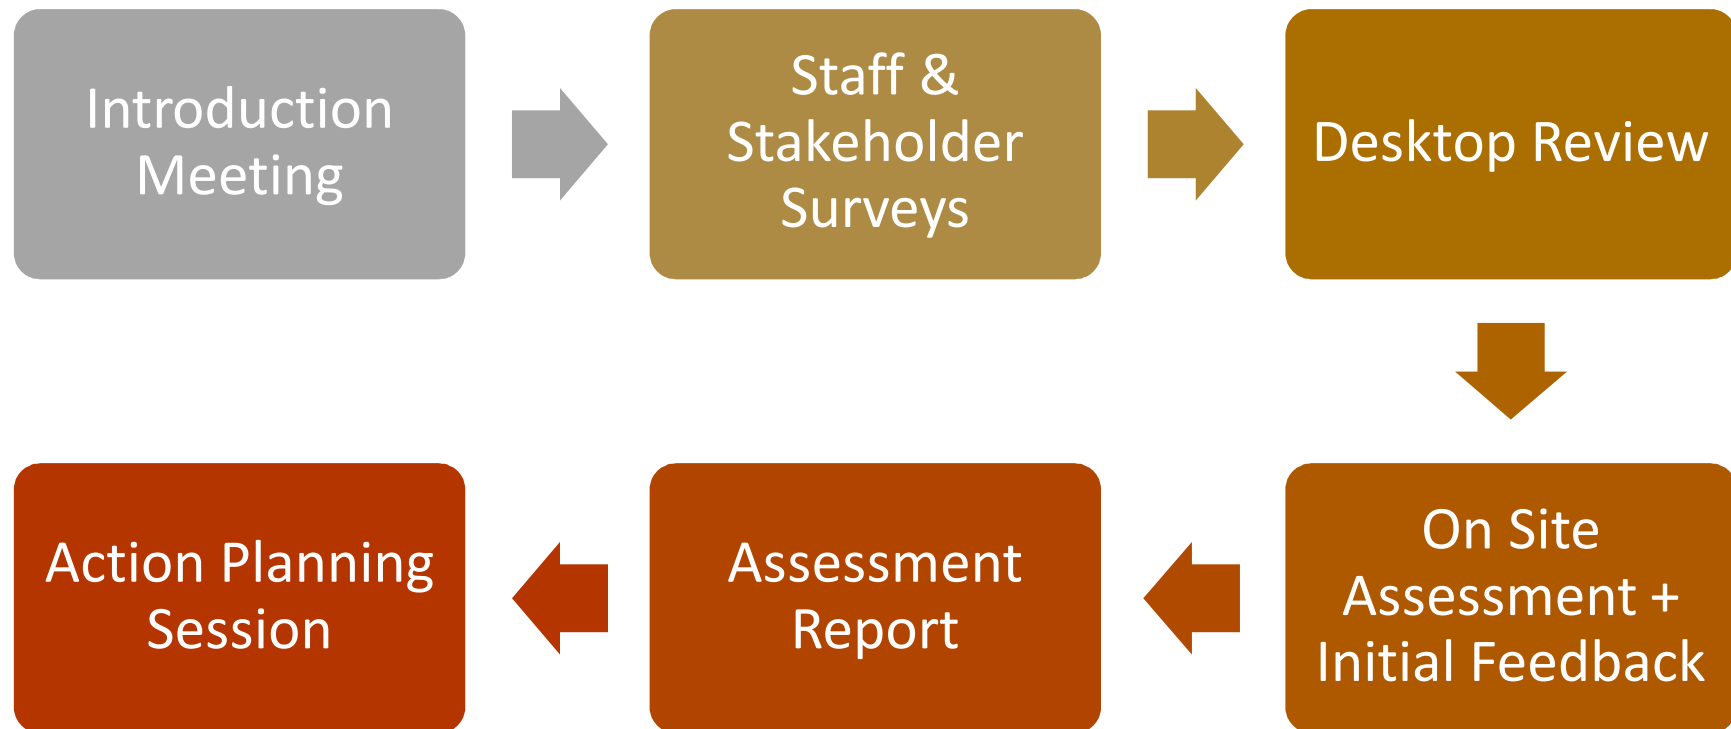 Introduction
Meeting
Staff &
Stakeholder
Surveys
Desktop Review
On Site
Assessment +
Initial Feedback
Assessment
Report
Action Planning
Session